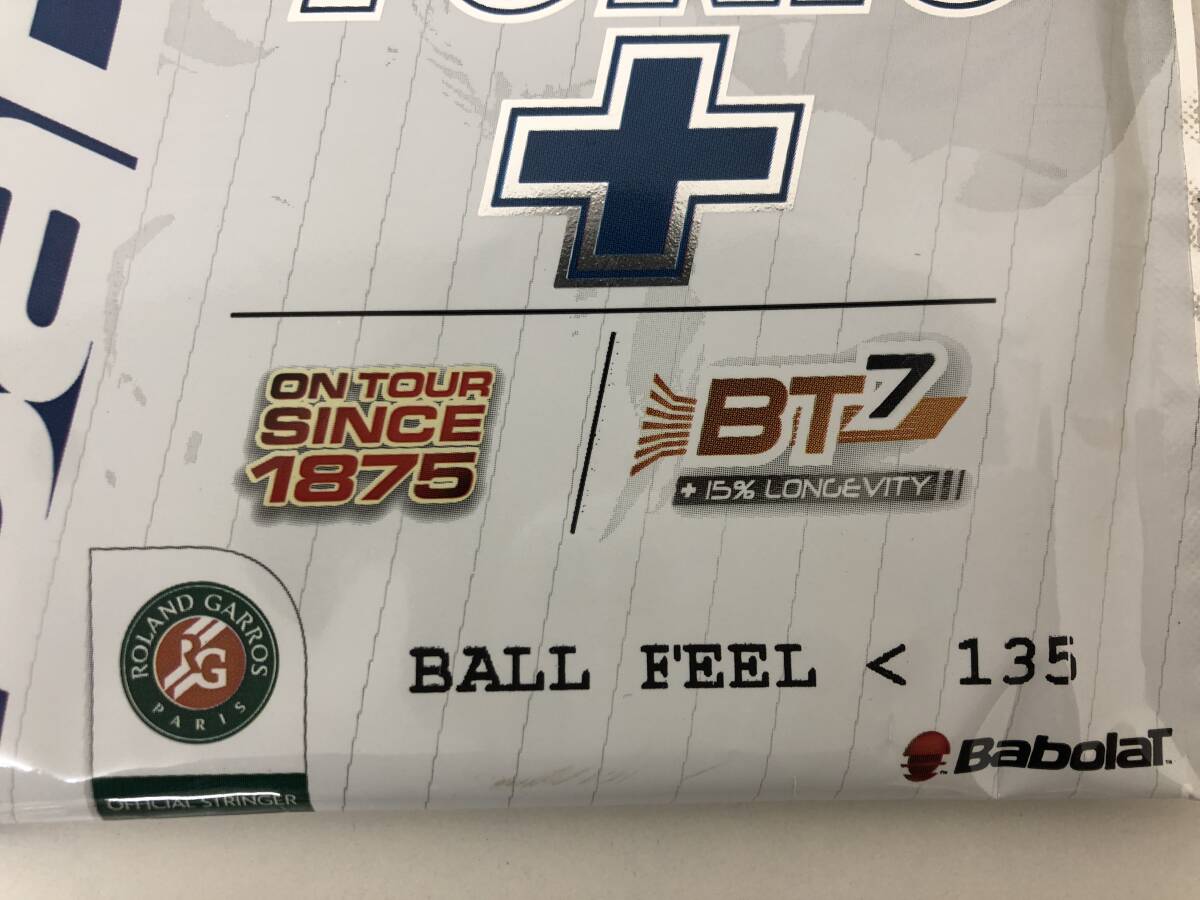 +
ON TOUR
SINCE
1875
BT7
+ 15% LONGEVITY
ROLAND GARROS
RG
PARIS
OFFICIAL STRINGER
BALL FEEL < 135
Babolat